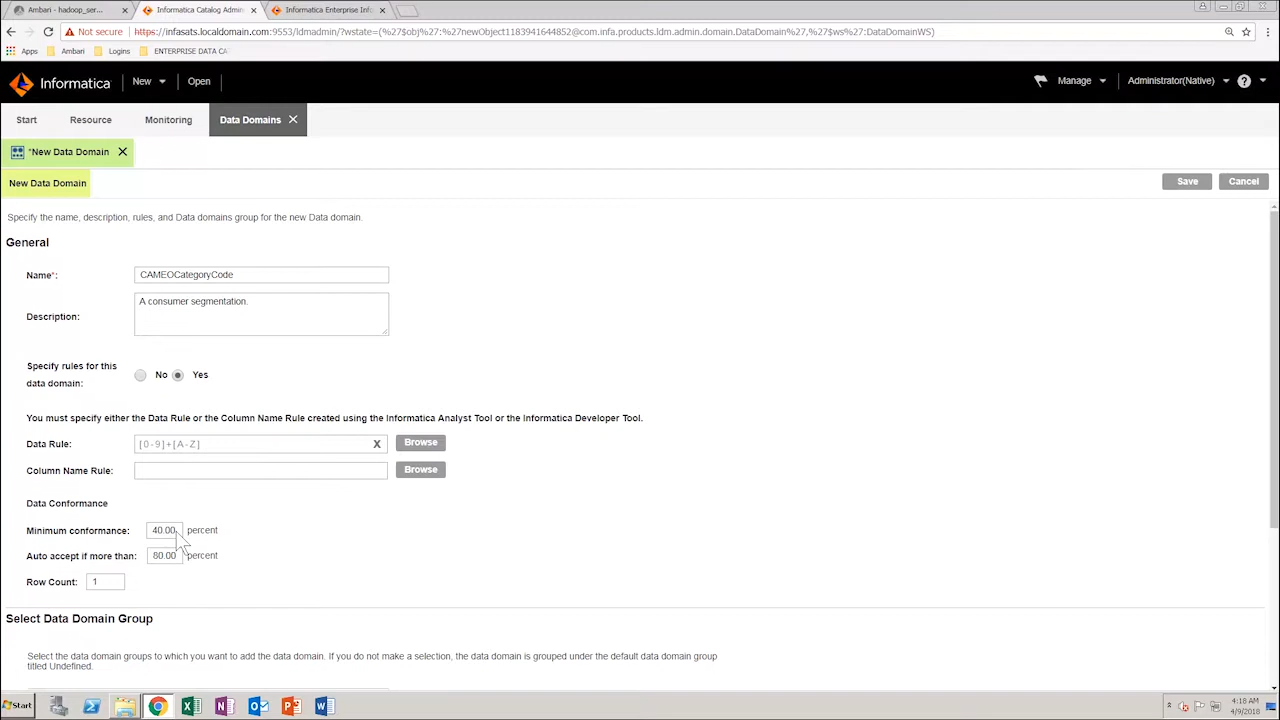 Ambari - hadoop_ser... × Informatica Catalog Admin × Informatica Enterprise Info ×
Not secure https://infasats.localdomain.com:9553/ldmadmin/?wstate=(%27$obj%27:%27newObject1183941644852@com.infa.products.ldm.admin.domain.DataDomain%27,%27$ws%27:DataDomainWS)
Apps Ambari Logins ENTERPRISE DATA CA
Informatica New Open Manage Administrator(Native) ?
Start Resource Monitoring Data Domains ×
*New Data Domain ×
New Data Domain Save Cancel
Specify the name, description, rules, and Data domains group for the new Data domain.
General
Name*: CAMEOCategoryCode
A consumer segmentation.
Description:
Specify rules for this
data domain: No Yes
You must specify either the Data Rule or the Column Name Rule created using the Informatica Analyst Tool or the Informatica Developer Tool.
Data Rule: [0-9]+[A-Z] X Browse
Column Name Rule: Browse
Data Conformance
Minimum conformance: 40.00 percent
Auto accept if more than: 80.00 percent
Row Count: 1
Select Data Domain Group
Select the data domain groups to which you want to add the data domain. If you do not make a selection, the data domain is grouped under the default data domain group
titled Undefined.
Start 4:18 AM
4/9/2018